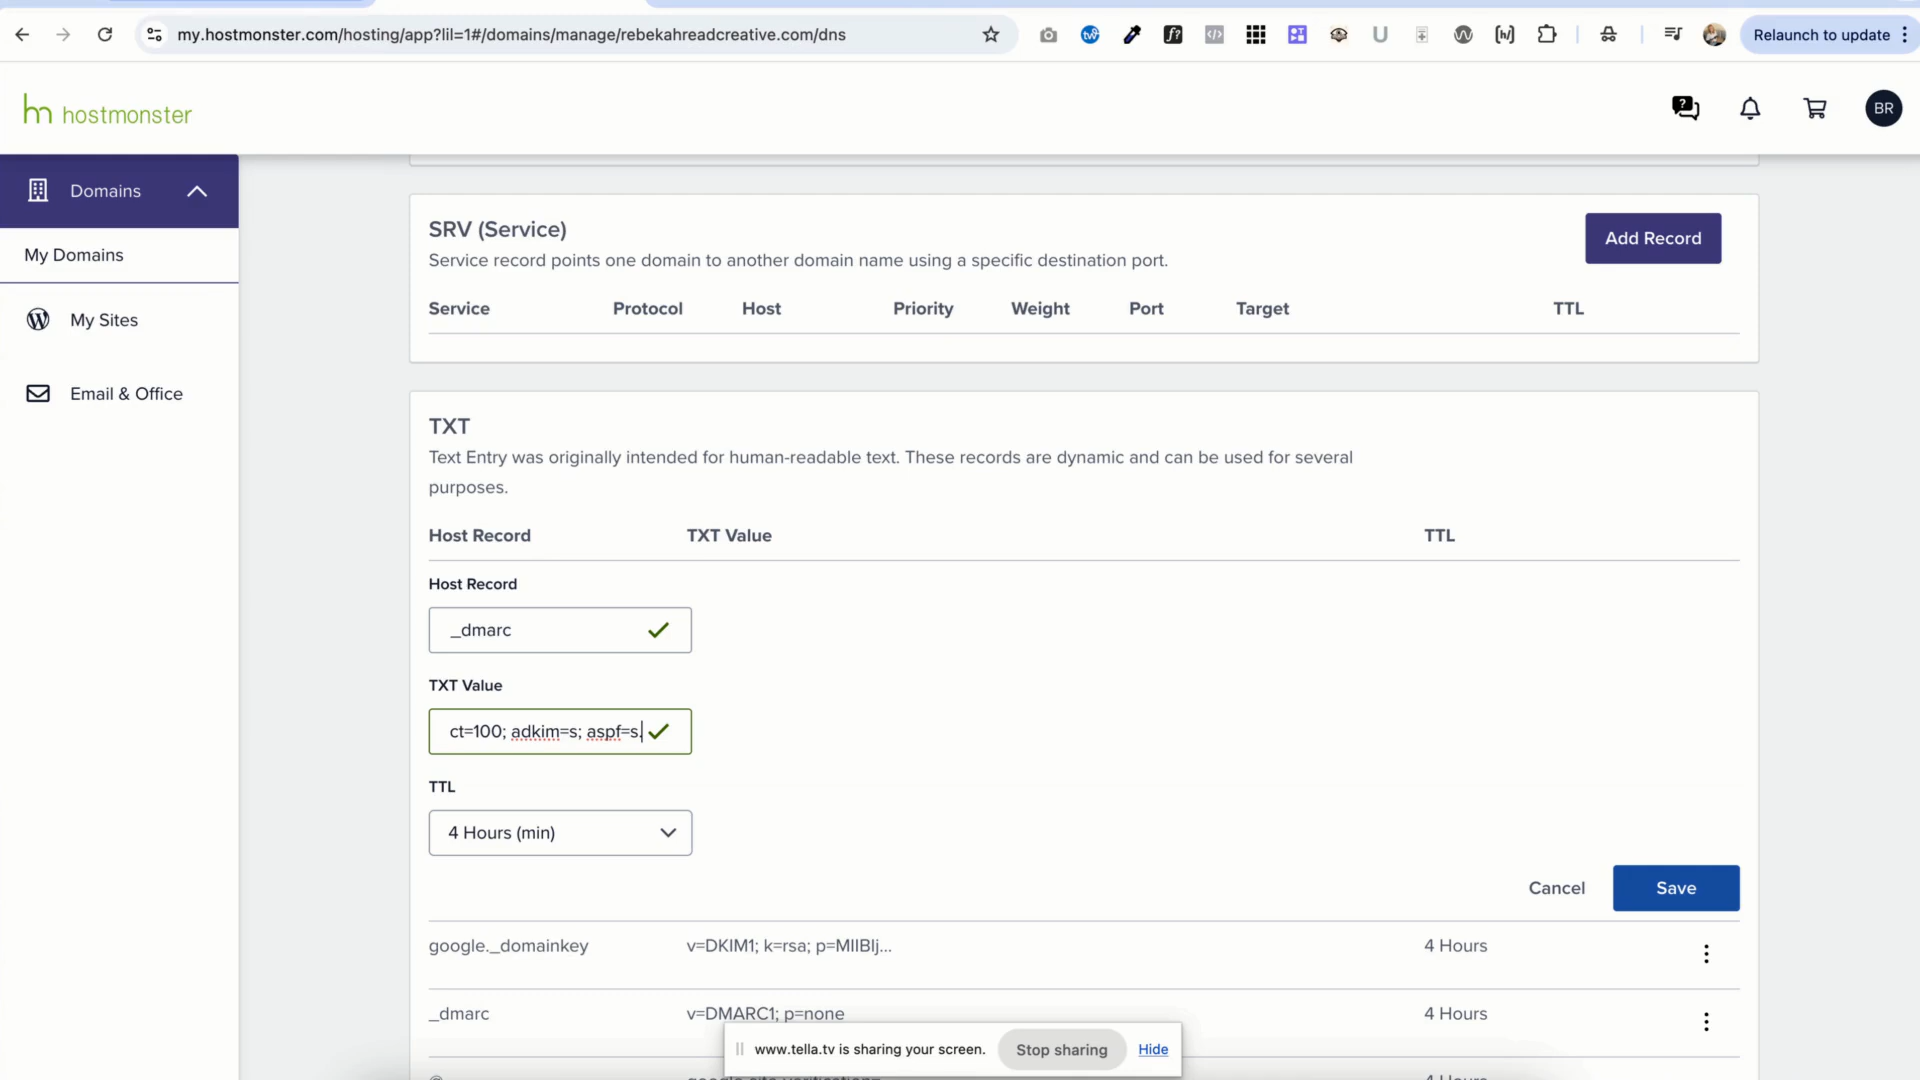 my.hostmonster.com/hosting/app?lil=1#/domains/manage/rebekahreadcreative.com/dns
Relaunch to update
hm hostmonster
BR
Domains
My Domains
My Sites
Email & Office
SRV (Service)
Service record points one domain to another domain name using a specific destination port.
Add Record
Service Protocol Host Priority Weight Port Target TTL
TXT
Text Entry was originally intended for human-readable text. These records are dynamic and can be used for several
purposes.
Host Record TXT Value TTL
Host Record
_dmarc
TXT Value
ct=100; adkim=s; aspf=s.
TTL
4 Hours (min)
Cancel Save
google._domainkey v=DKIM1; k=rsa; p=MIIBIj... 4 Hours
_dmarc v=DMARC1; p=none 4 Hours
www.tella.tv is sharing your screen. Stop sharing Hide